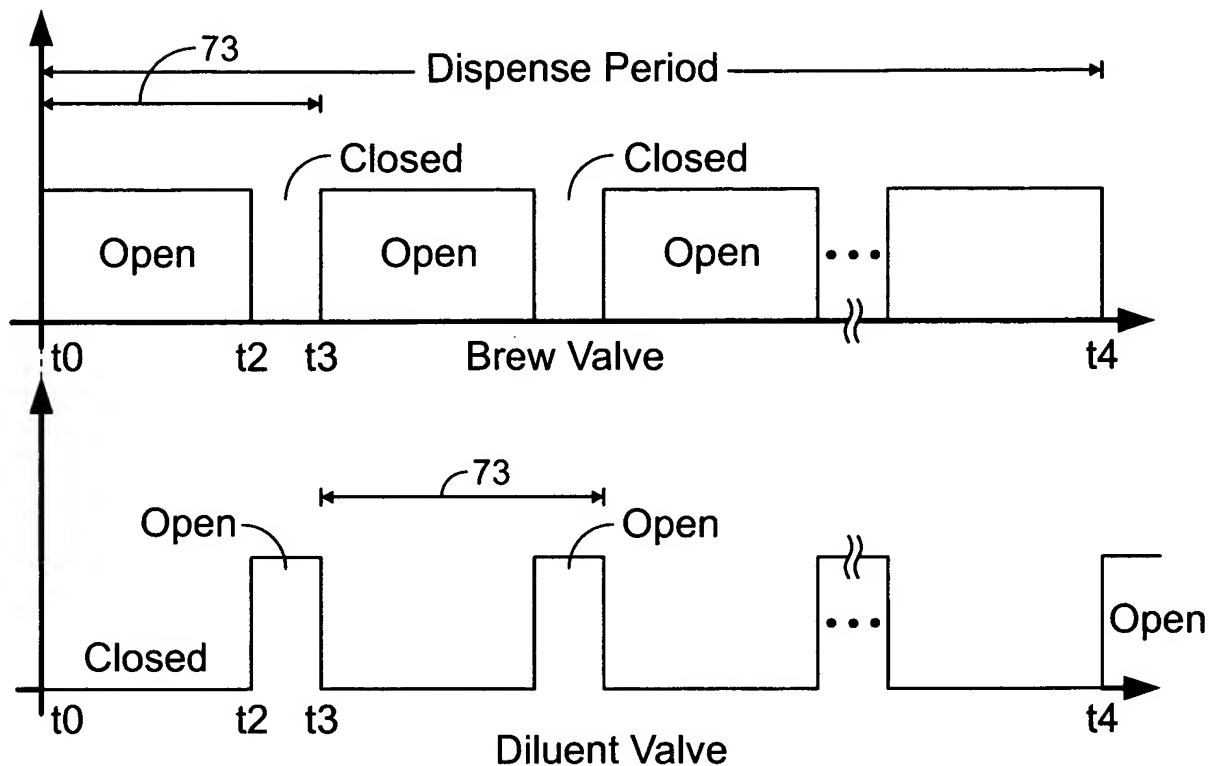 73
Dispense Period
Closed Closed
Open Open Open •••
t0 t2 t3 Brew Valve t4
73
Open Open
••• Open
Closed
t0 t2 t3 t4
Diluent Valve